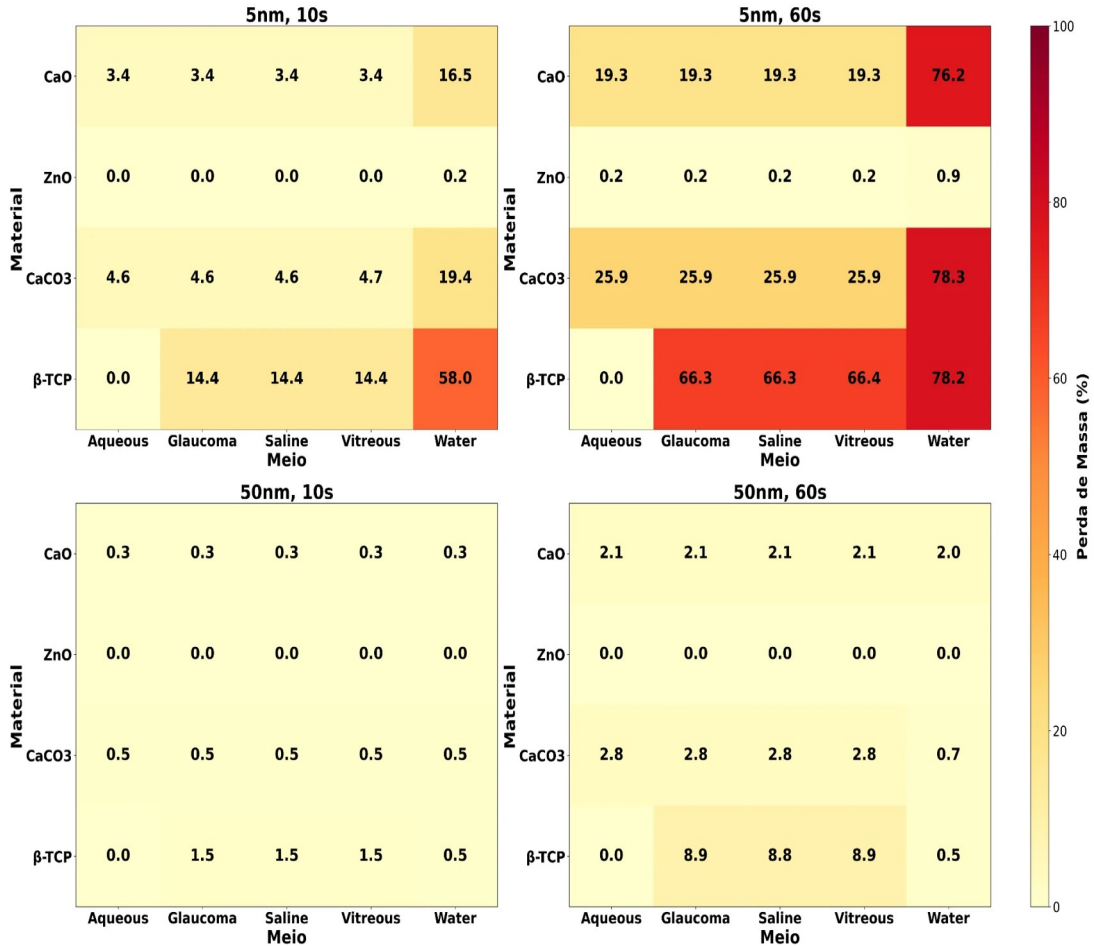 5nm, 10s
CaO 3.4 3.4 3.4 3.4 16.5
ZnO 0.0 0.0 0.0 0.0 0.2
CaCO3 4.6 4.6 4.6 4.7 19.4
β-TCP 0.0 14.4 14.4 14.4 58.0
Aqueous Glaucoma Saline Vitreous Water
Meio
Material
5nm, 60s
CaO 19.3 19.3 19.3 19.3 76.2
ZnO 0.2 0.2 0.2 0.2 0.9
CaCO3 25.9 25.9 25.9 25.9 78.3
β-TCP 0.0 66.3 66.3 66.4 78.2
Aqueous Glaucoma Saline Vitreous Water
Meio
Material
50nm, 10s
CaO 0.3 0.3 0.3 0.3 0.3
ZnO 0.0 0.0 0.0 0.0 0.0
CaCO3 0.5 0.5 0.5 0.5 0.5
β-TCP 0.0 1.5 1.5 1.5 0.5
Aqueous Glaucoma Saline Vitreous Water
Meio
Material
50nm, 60s
CaO 2.1 2.1 2.1 2.1 2.0
ZnO 0.0 0.0 0.0 0.0 0.0
CaCO3 2.8 2.8 2.8 2.8 0.7
β-TCP 0.0 8.9 8.8 8.9 0.5
Aqueous Glaucoma Saline Vitreous Water
Meio
Material
100
80
60
40
20
0
Perda de Massa (%)